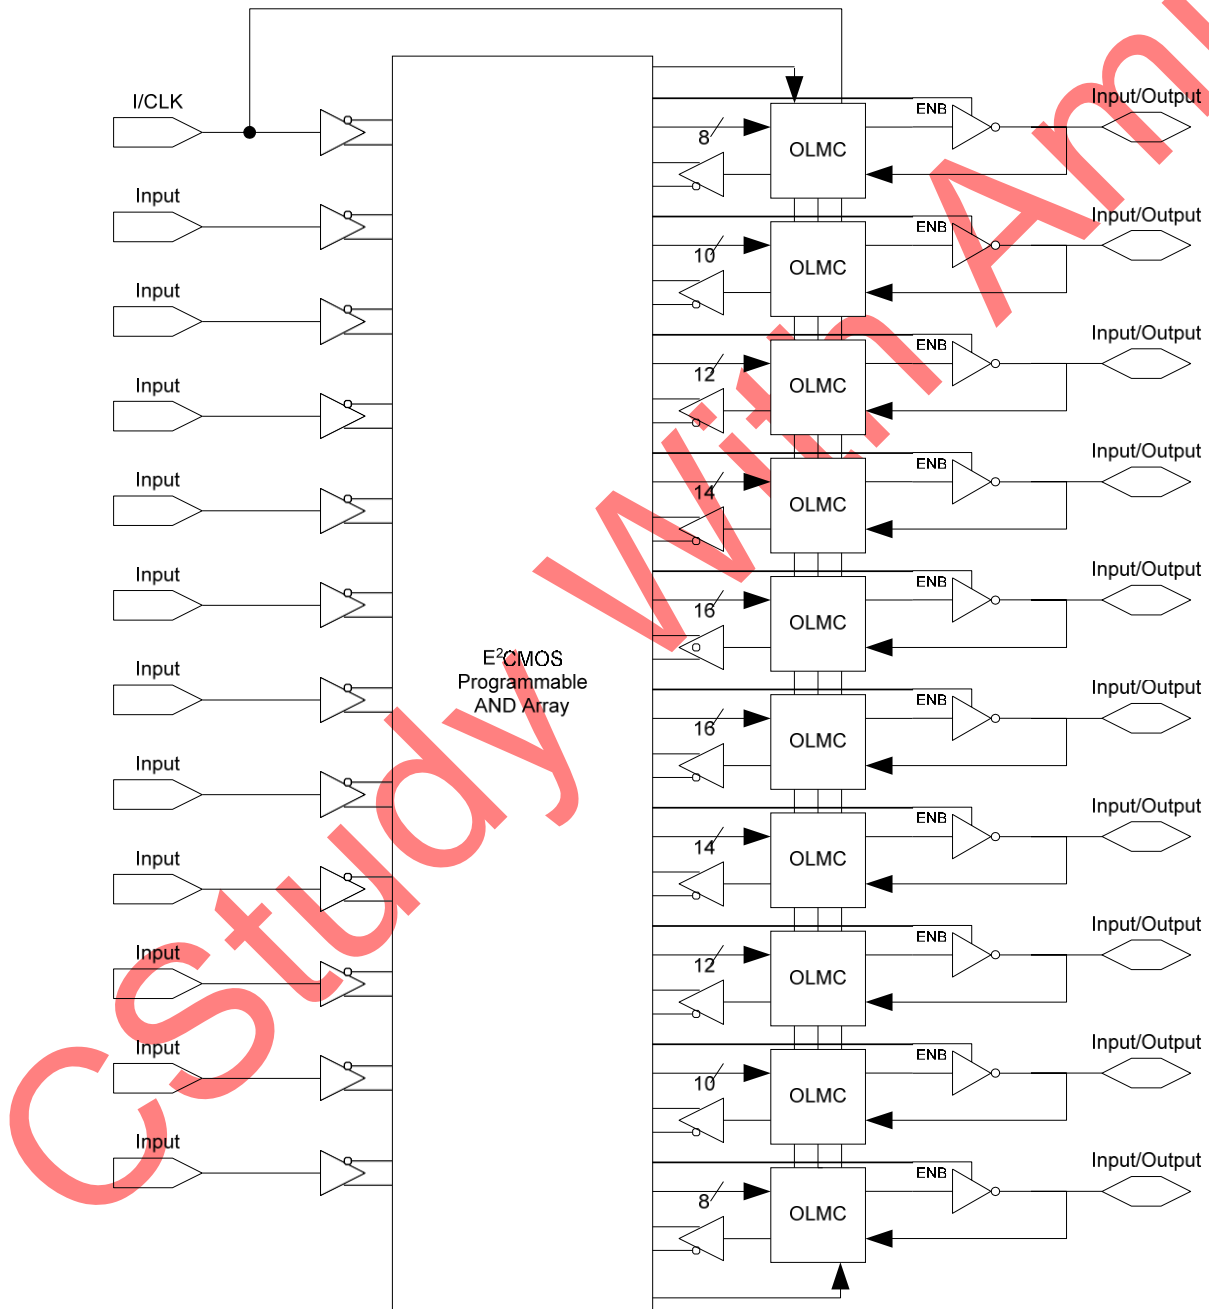 I/CLK
Input
Input
Input
Input
Input
Input
Input
Input
Input
Input
Input
E²CMOS
Programmable
AND Array
8
OLMC
ENB
Input/Output
10
OLMC
ENB
Input/Output
12
OLMC
ENB
Input/Output
14
OLMC
ENB
Input/Output
16
OLMC
ENB
Input/Output
16
OLMC
ENB
Input/Output
14
OLMC
ENB
Input/Output
12
OLMC
ENB
Input/Output
10
OLMC
ENB
Input/Output
8
OLMC
ENB
Input/Output
CStudy With